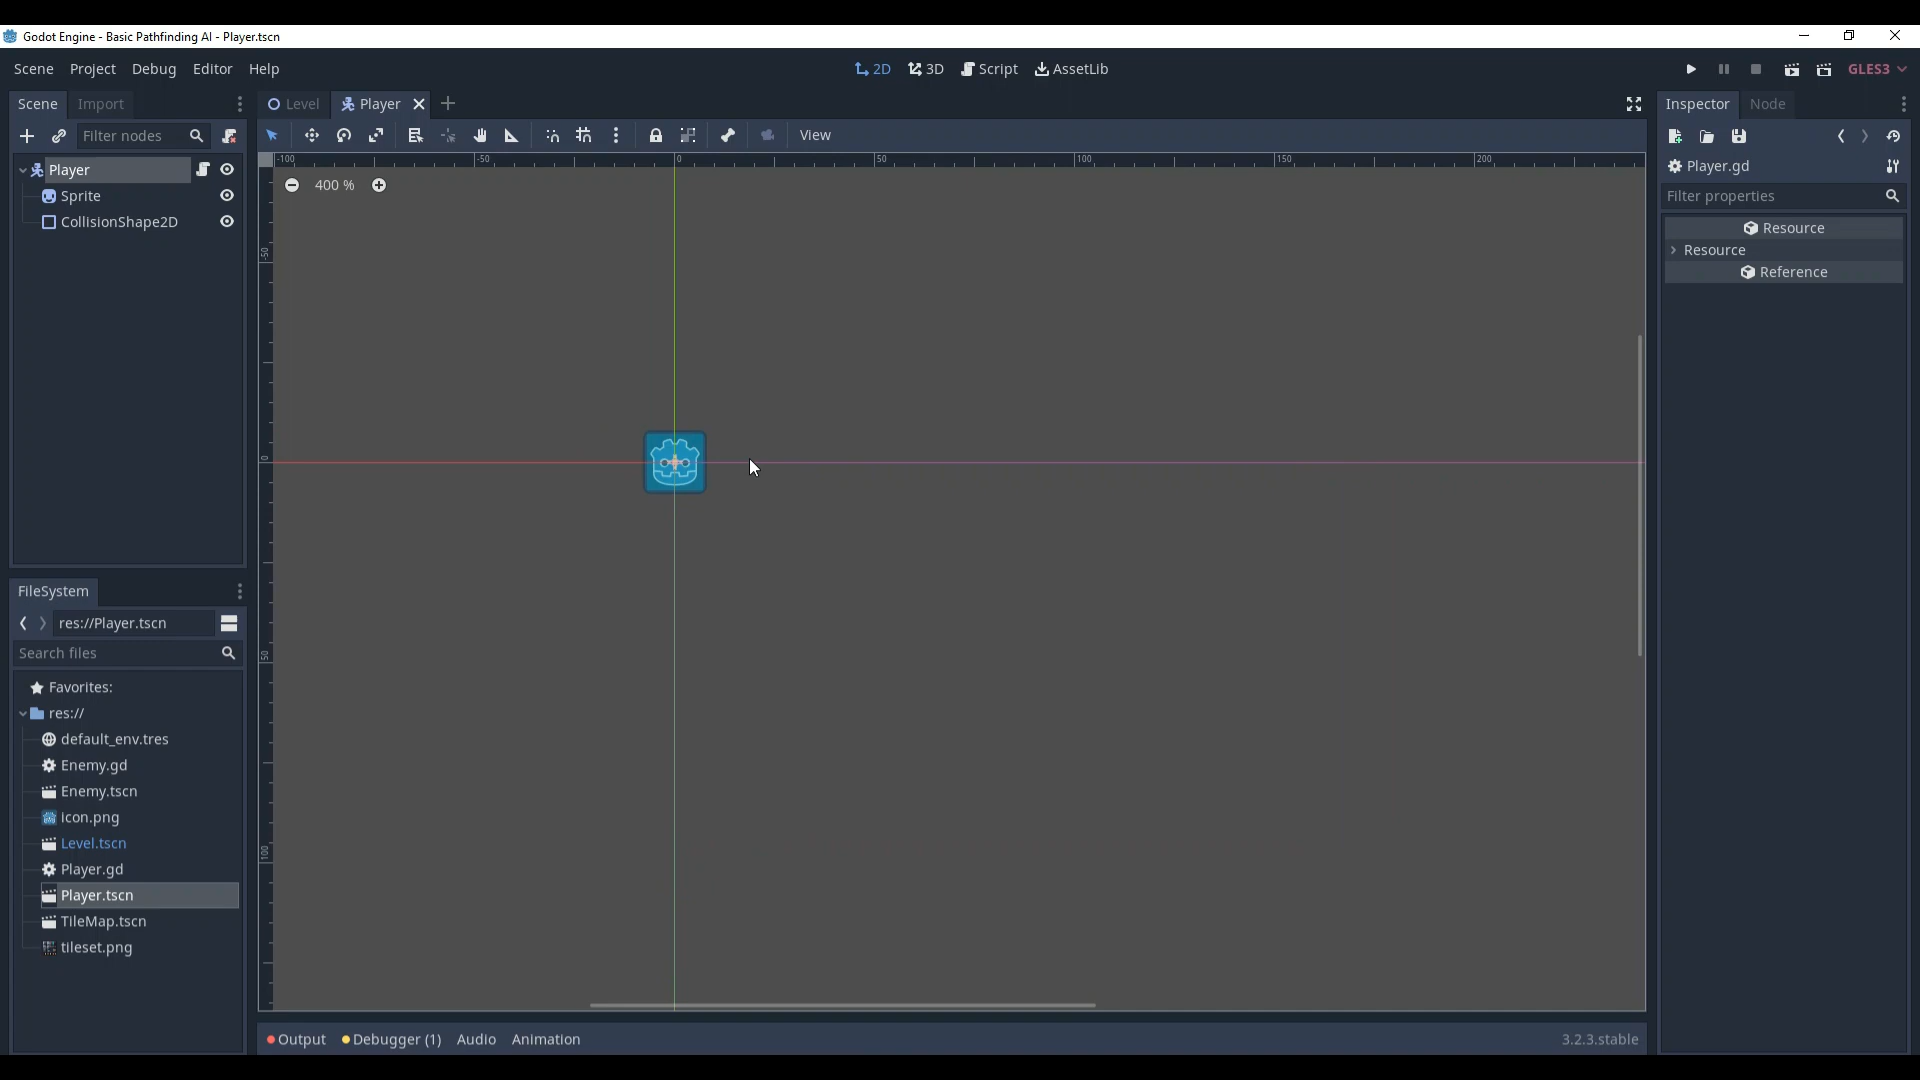 Godot Engine - Basic Pathfinding AI - Player.tscn
Scene Project Debug Editor Help
2D 3D Script AssetLib
GLES3
Scene Import
Filter nodes
Player
Sprite
CollisionShape2D
FileSystem
res://Player.tscn
Search files
Favorites:
res://
default_env.tres
Enemy.gd
Enemy.tscn
icon.png
Level.tscn
Player.gd
Player.tscn
TileMap.tscn
tileset.png
Level Player
View
-100 -50 0 50 100 150 200
400 %
-50
0
50
100
Output Debugger (1) Audio Animation 3.2.3.stable
Inspector Node
Player.gd
Filter properties
Resource
Resource
Reference